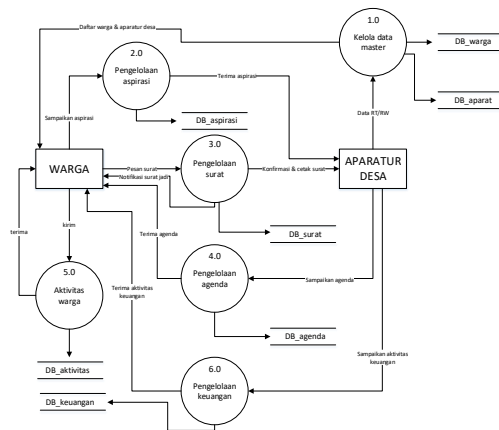 1.0
Kelola data
master
Daftar warga & aparatur desa
DB_warga
2.0
Pengelolaan
aspirasi
Terima aspirasi
DB_aparat
Sampaikan aspirasi
Data RT/RW
DB_aspirasi
3.0
Pengelolaan
surat
WARGA
Pesan surat
Notifikasi surat jadi
Konfirmasi & cetak surat
APARATUR
DESA
terima
kirim
Terima agenda
DB_surat
4.0
Pengelolaan
agenda
5.0
Aktivitas
warga
Terima aktivitas
keuangan
Sampaikan agenda
DB_agenda
Sampaikan aktivitas
keuangan
DB_aktivitas
6.0
Pengelolaan
keuangan
DB_keuangan